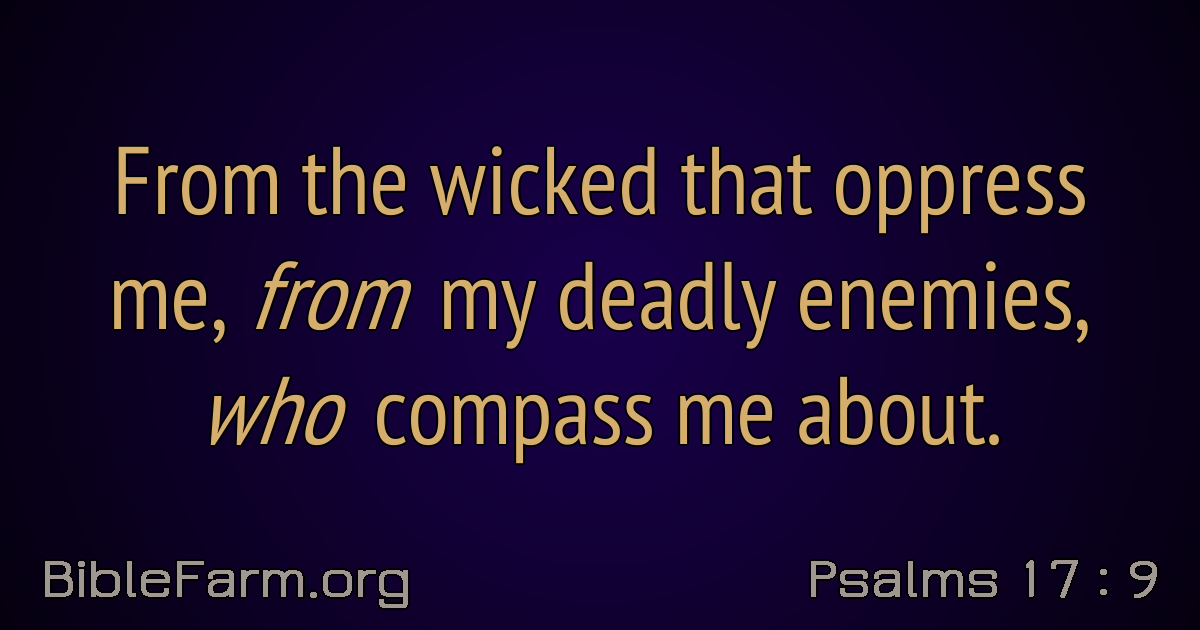 From the wicked that oppress
me, from my deadly enemies,
who compass me about.
BibleFarm.org
Psalms 17 : 9